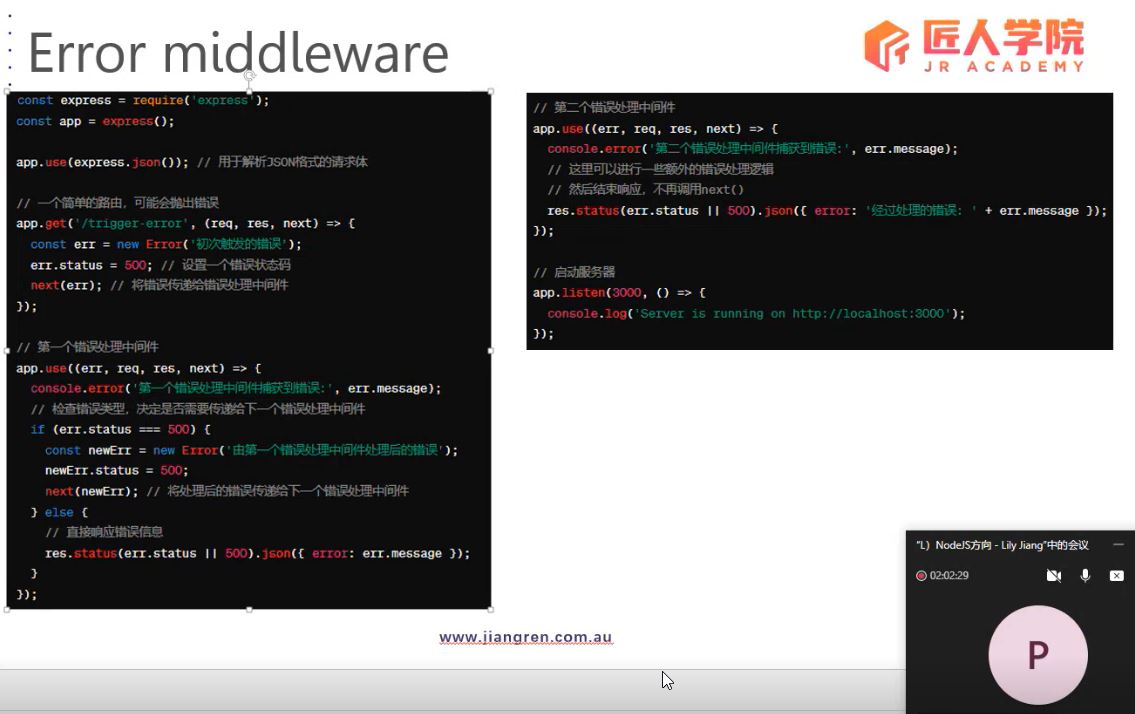 Error middleware
匠人学院
JR ACADEMY
const express = require('express');
const app = express();
app.use(express.json()); // 用于解析JSON格式的请求体
// 一个简单的路由，可能会抛出错误
app.get('/trigger-error', (req, res, next) => {
const err = new Error('初次触发的错误');
err.status = 500; // 设置一个错误状态码
next(err); // 将错误传递给错误处理中间件
});
// 第一个错误处理中间件
app.use((err, req, res, next) => {
console.error('第一个错误处理中间件捕获到错误:', err.message);
// 检查错误类型，决定是否需要传递给下一个错误处理中间件
if (err.status === 500) {
const newErr = new Error('由第一个错误处理中间件处理后的错误');
newErr.status = 500;
next(newErr); // 将处理后的错误传递给下一个错误处理中间件
} else {
// 直接响应错误信息
res.status(err.status || 500).json({ error: err.message });
}
});
// 第二个错误处理中间件
app.use((err, req, res, next) => {
console.error('第二个错误处理中间件捕获到错误:', err.message);
// 这里可以进行一些额外的错误处理逻辑
// 然后结束响应，不再调用next()
res.status(err.status || 500).json({ error: '经过处理的错误: ' + err.message });
});
// 启动服务器
app.listen(3000, () => {
console.log('Server is running on http://localhost:3000');
});
www.jiangren.com.au
"L）NodeJS方向 - Lily Jiang"中的会议
02:02:29
P